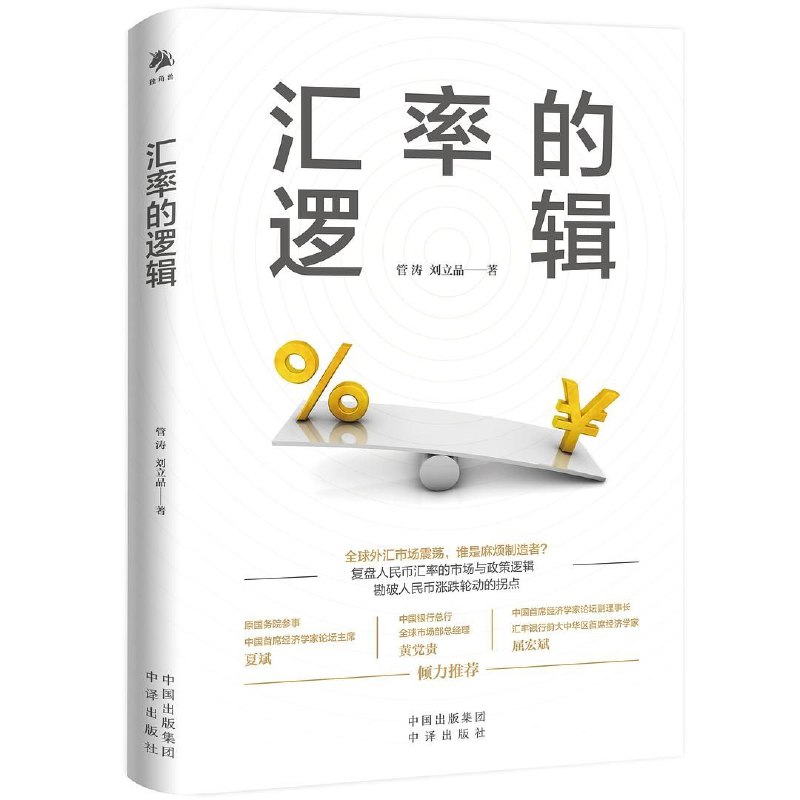 独角兽
汇率的逻辑
管涛 刘立品——著
中国出版集团
中译出版社
汇率的
逻辑
管涛 刘立品——著
%
¥
全球外汇市场震荡，谁是麻烦制造者？
复盘人民币汇率的市场与政策逻辑
勘破人民币涨跌轮动的拐点
原国务院参事
中国首席经济学家论坛主席
夏斌
中国银行总行
全球市场部总经理
黄党贵
中国首席经济学家论坛副理事长
汇丰银行前大中华区首席经济学家
屈宏斌
倾力推荐
中国出版集团
中译出版社